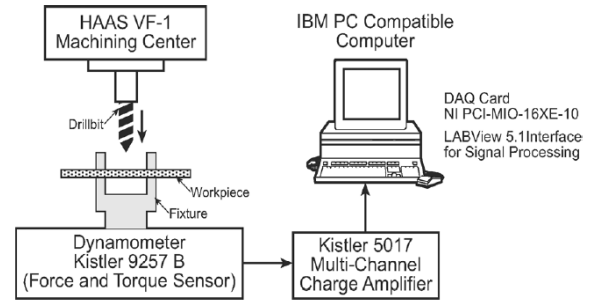 HAAS VF-1
Machining Center
IBM PC Compatible
Computer
Drillbit
DAQ Card
NI PCI-MIO-16XE-10
LABView 5.1Interface
for Signal Processing
Workpiece
Fixture
Dynamometer
Kistler 9257 B
(Force and Torque Sensor)
Kistler 5017
Multi-Channel
Charge Amplifier